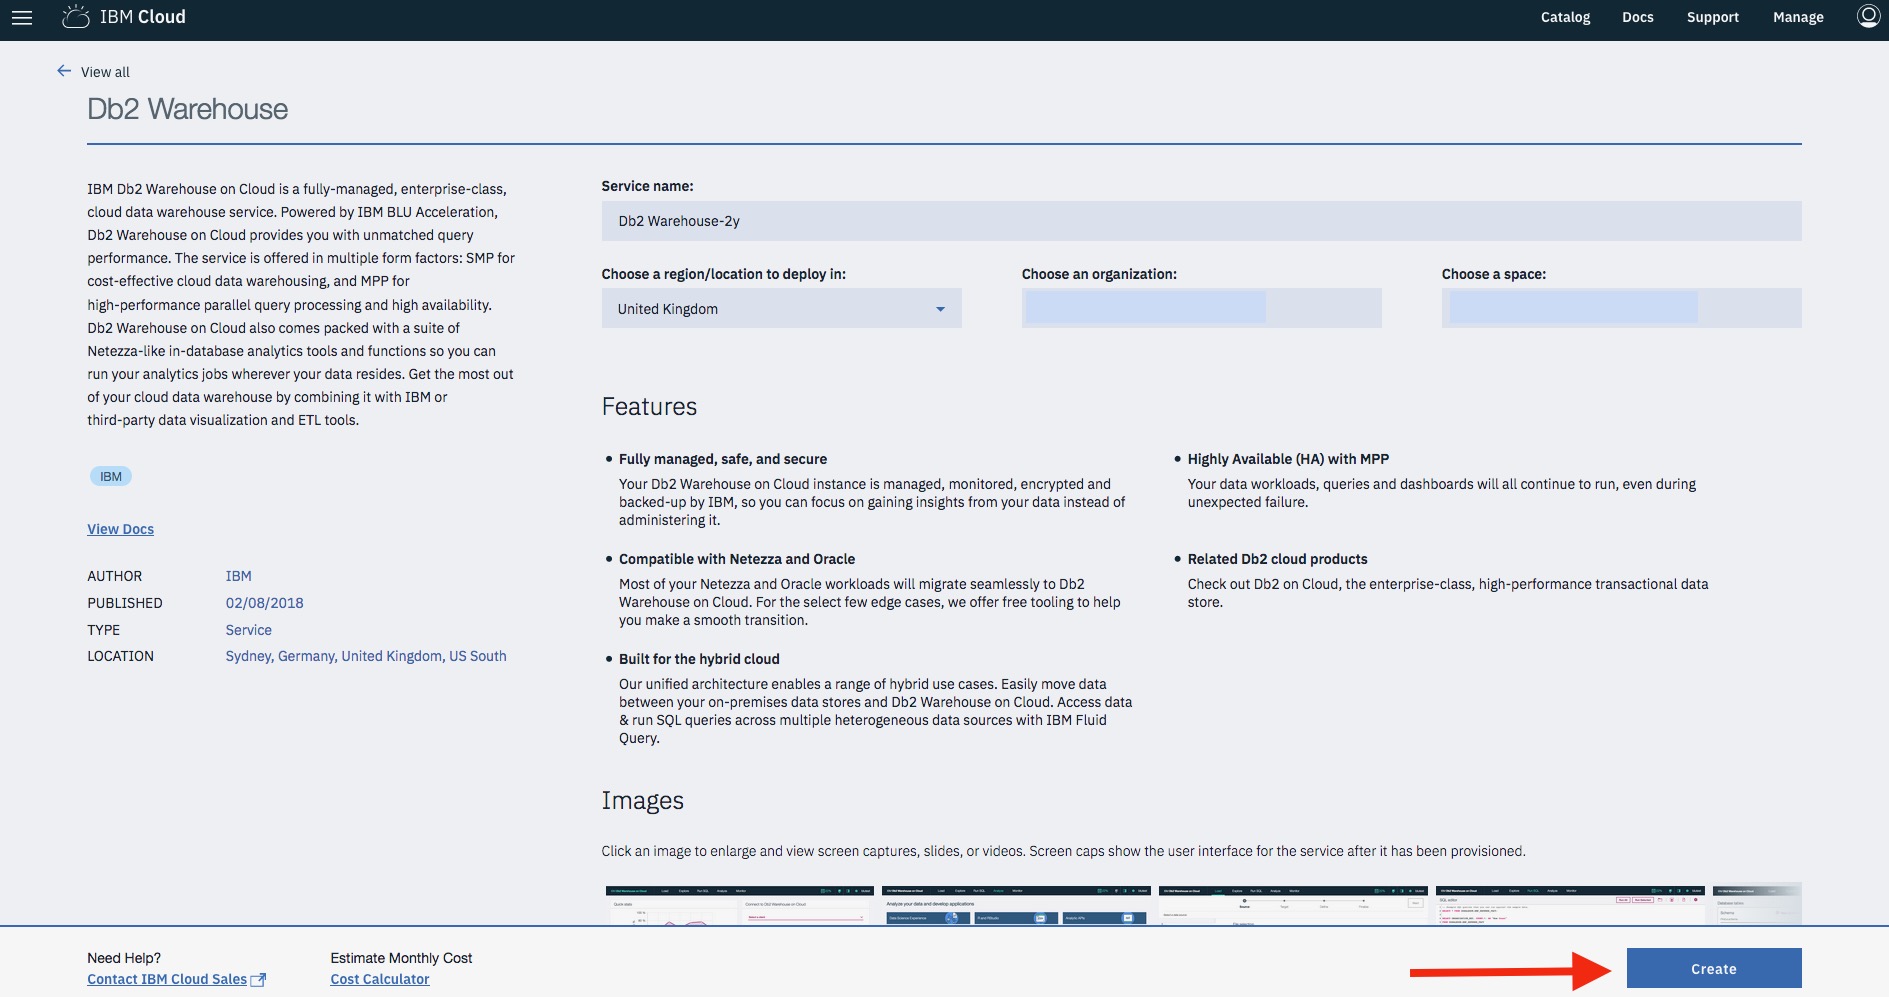 IBM Cloud
Catalog Docs Support Manage
View all
Db2 Warehouse
IBM Db2 Warehouse on Cloud is a fully-managed, enterprise-class,
cloud data warehouse service. Powered by IBM BLU Acceleration,
Db2 Warehouse on Cloud provides you with unmatched query
performance. The service is offered in multiple form factors: SMP for
cost-effective cloud data warehousing, and MPP for
high-performance parallel query processing and high availability.
Db2 Warehouse on Cloud also comes packed with a suite of
Netezza-like in-database analytics tools and functions so you can
run your analytics jobs wherever your data resides. Get the most out
of your cloud data warehouse by combining it with IBM or
third-party data visualization and ETL tools.
IBM
View Docs
AUTHOR IBM
PUBLISHED 02/08/2018
TYPE Service
LOCATION Sydney, Germany, United Kingdom, US South
Service name:
Db2 Warehouse-2y
Choose a region/location to deploy in: Choose an organization: Choose a space:
United Kingdom
Features
Fully managed, safe, and secure
Your Db2 Warehouse on Cloud instance is managed, monitored, encrypted and
backed-up by IBM, so you can focus on gaining insights from your data instead of
administering it.
Highly Available (HA) with MPP
Your data workloads, queries and dashboards will all continue to run, even during
unexpected failure.
Compatible with Netezza and Oracle
Most of your Netezza and Oracle workloads will migrate seamlessly to Db2
Warehouse on Cloud. For the select few edge cases, we offer free tooling to help
you make a smooth transition.
Related Db2 cloud products
Check out Db2 on Cloud, the enterprise-class, high-performance transactional data
store.
Built for the hybrid cloud
Our unified architecture enables a range of hybrid use cases. Easily move data
between your on-premises data stores and Db2 Warehouse on Cloud. Access data
& run SQL queries across multiple heterogeneous data sources with IBM Fluid
Query.
Images
Click an image to enlarge and view screen captures, slides, or videos. Screen caps show the user interface for the service after it has been provisioned.
Analyze your data and develop applications
Need Help?
Contact IBM Cloud Sales
Estimate Monthly Cost
Cost Calculator
Create